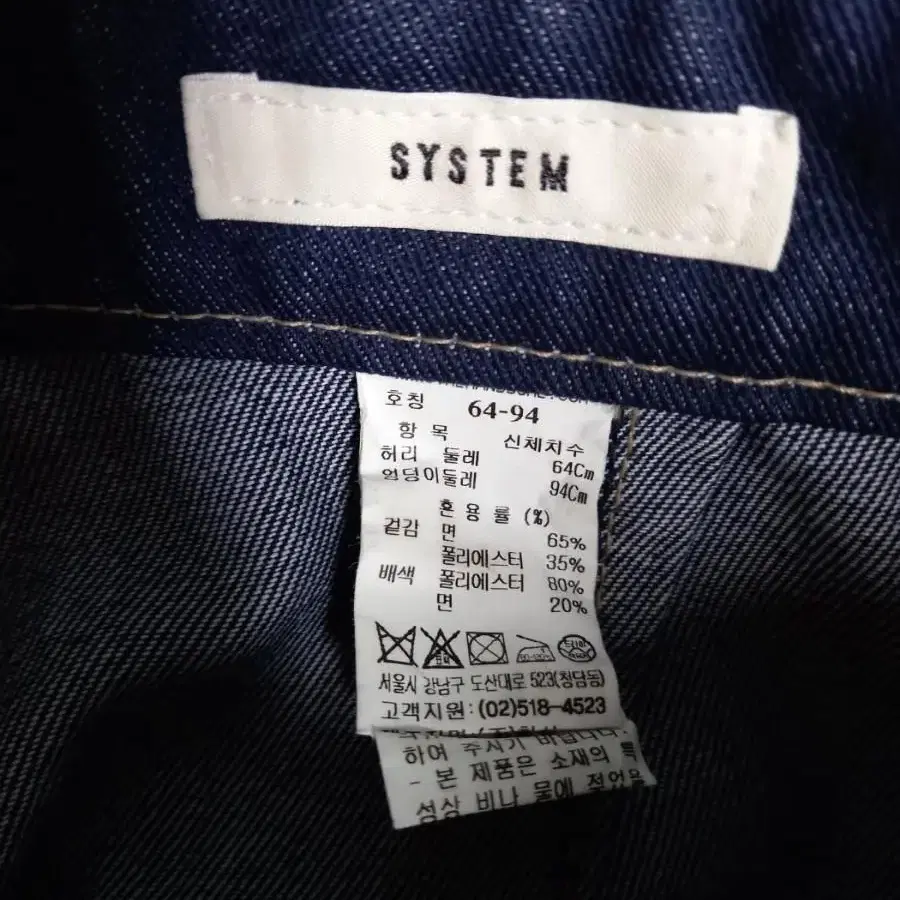 SYSTEM
호칭 64-94
항 목 신체치수
허리 둘레 64Cm
엉덩이둘레 94Cm
혼 용 률 (%)
겉감 면 65%
폴리에스터 35%
배색 폴리에스터 80%
면 20%
서울시 강남구 도산대로 523(청담동)
고객지원: (02)518-4523
하여 주시기 바랍니다.
- 본 제품은 소재의 특
성상 비나 물에 젖었을